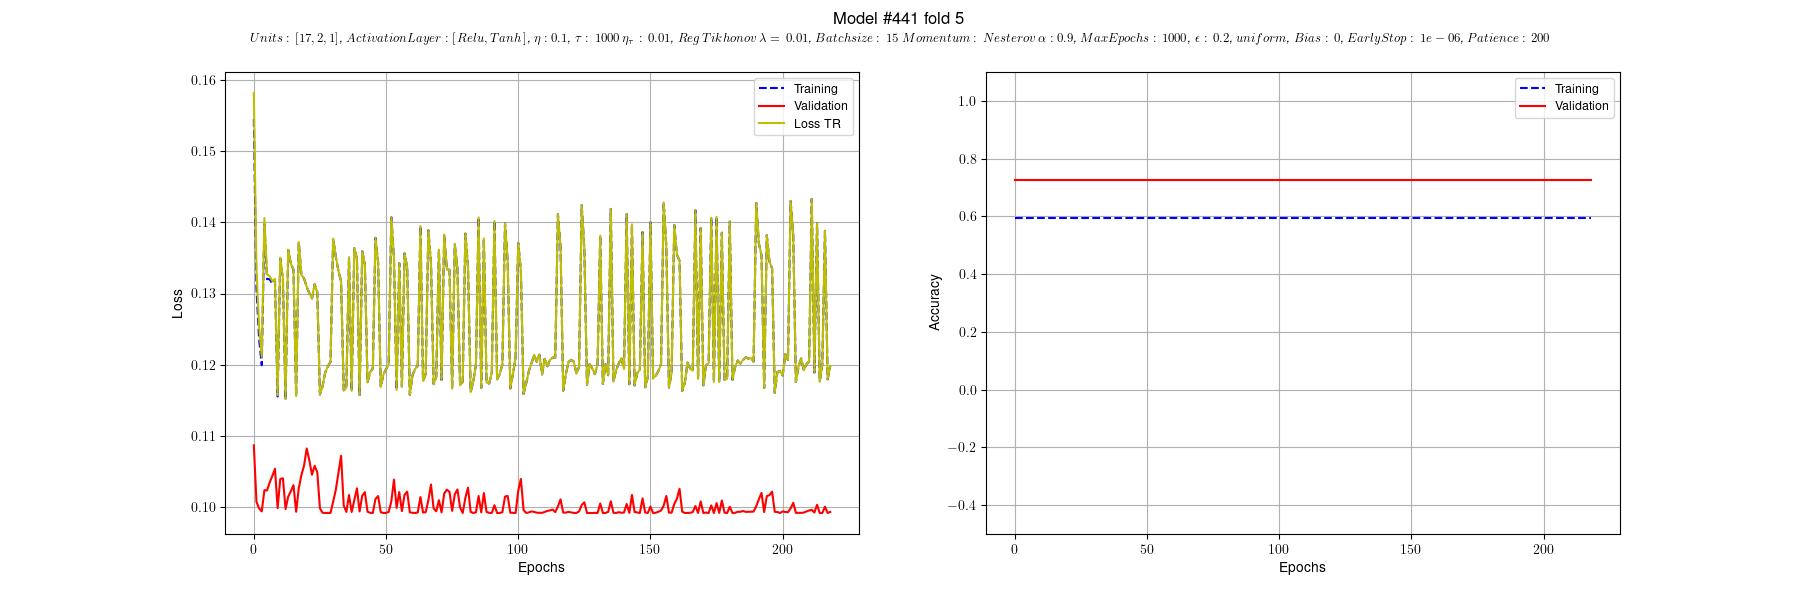 Model #441 fold 5
Units : [17, 2, 1], ActivationLayer : [Relu, Tanh], η : 0.1, τ : 1000 ητ : 0.01, Reg Tikhonov λ = 0.01, Batchsize : 15 Momentum : Nesterov α : 0.9, MaxEpochs : 1000, ϵ : 0.2, uniform, Bias : 0, EarlyStop : 1e − 06, Patience : 200
0.16
0.15
0.14
0.13
0.12
0.11
0.10
Loss
Training
Validation
Loss TR
0 50 100 150 200
Epochs
1.0
0.8
0.6
0.4
0.2
0.0
−0.2
−0.4
Accuracy
Training
Validation
0 50 100 150 200
Epochs